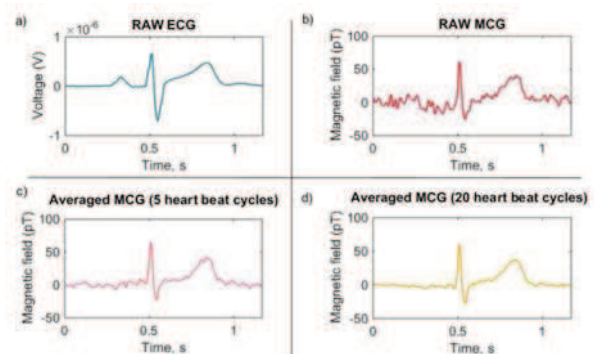 a)
RAW ECG
1 ×10⁻⁶
Voltage (V)
0
-1
0
0.5
1
Time, s
b)
RAW MCG
Magnetic field (pT)
100
50
0
-50
0
0.5
1
Time, s
c)
Averaged MCG (5 heart beat cycles)
Magnetic field (pT)
100
50
0
-50
0
0.5
1
Time, s
d)
Averaged MCG (20 heart beat cycles)
Magnetic field (pT)
100
50
0
-50
0
0.5
1
Time, s